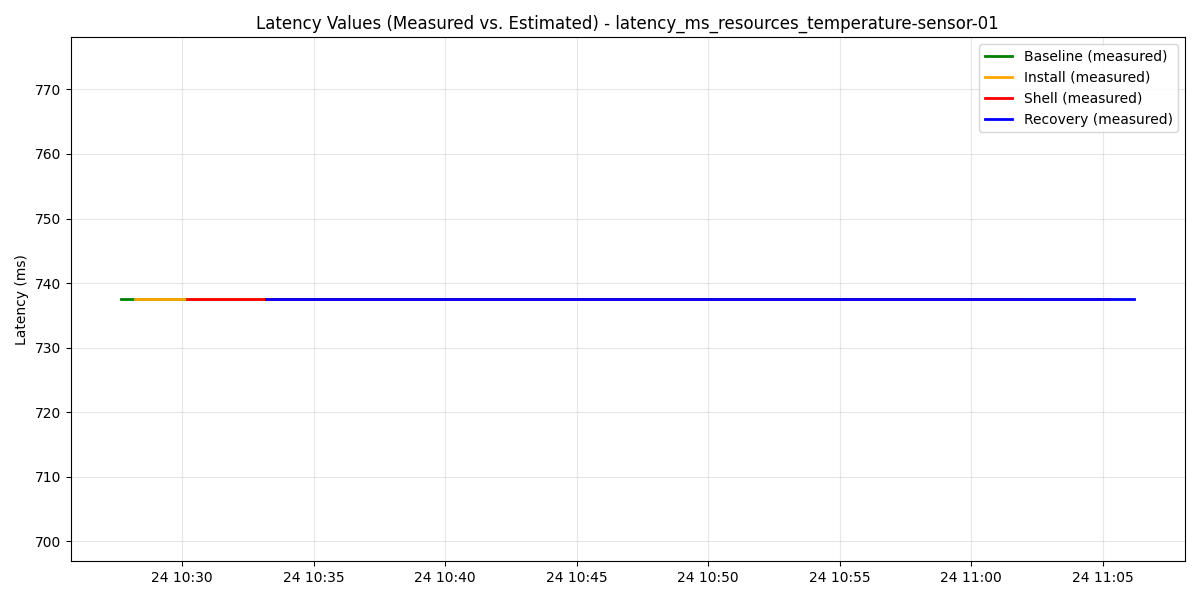 Latency Values (Measured vs. Estimated) - latency_ms_resources_temperature-sensor-01
Baseline (measured)
Install (measured)
Shell (measured)
Recovery (measured)
Latency (ms)
770
760
750
740
730
720
710
700
24 10:30
24 10:35
24 10:40
24 10:45
24 10:50
24 10:55
24 11:00
24 11:05